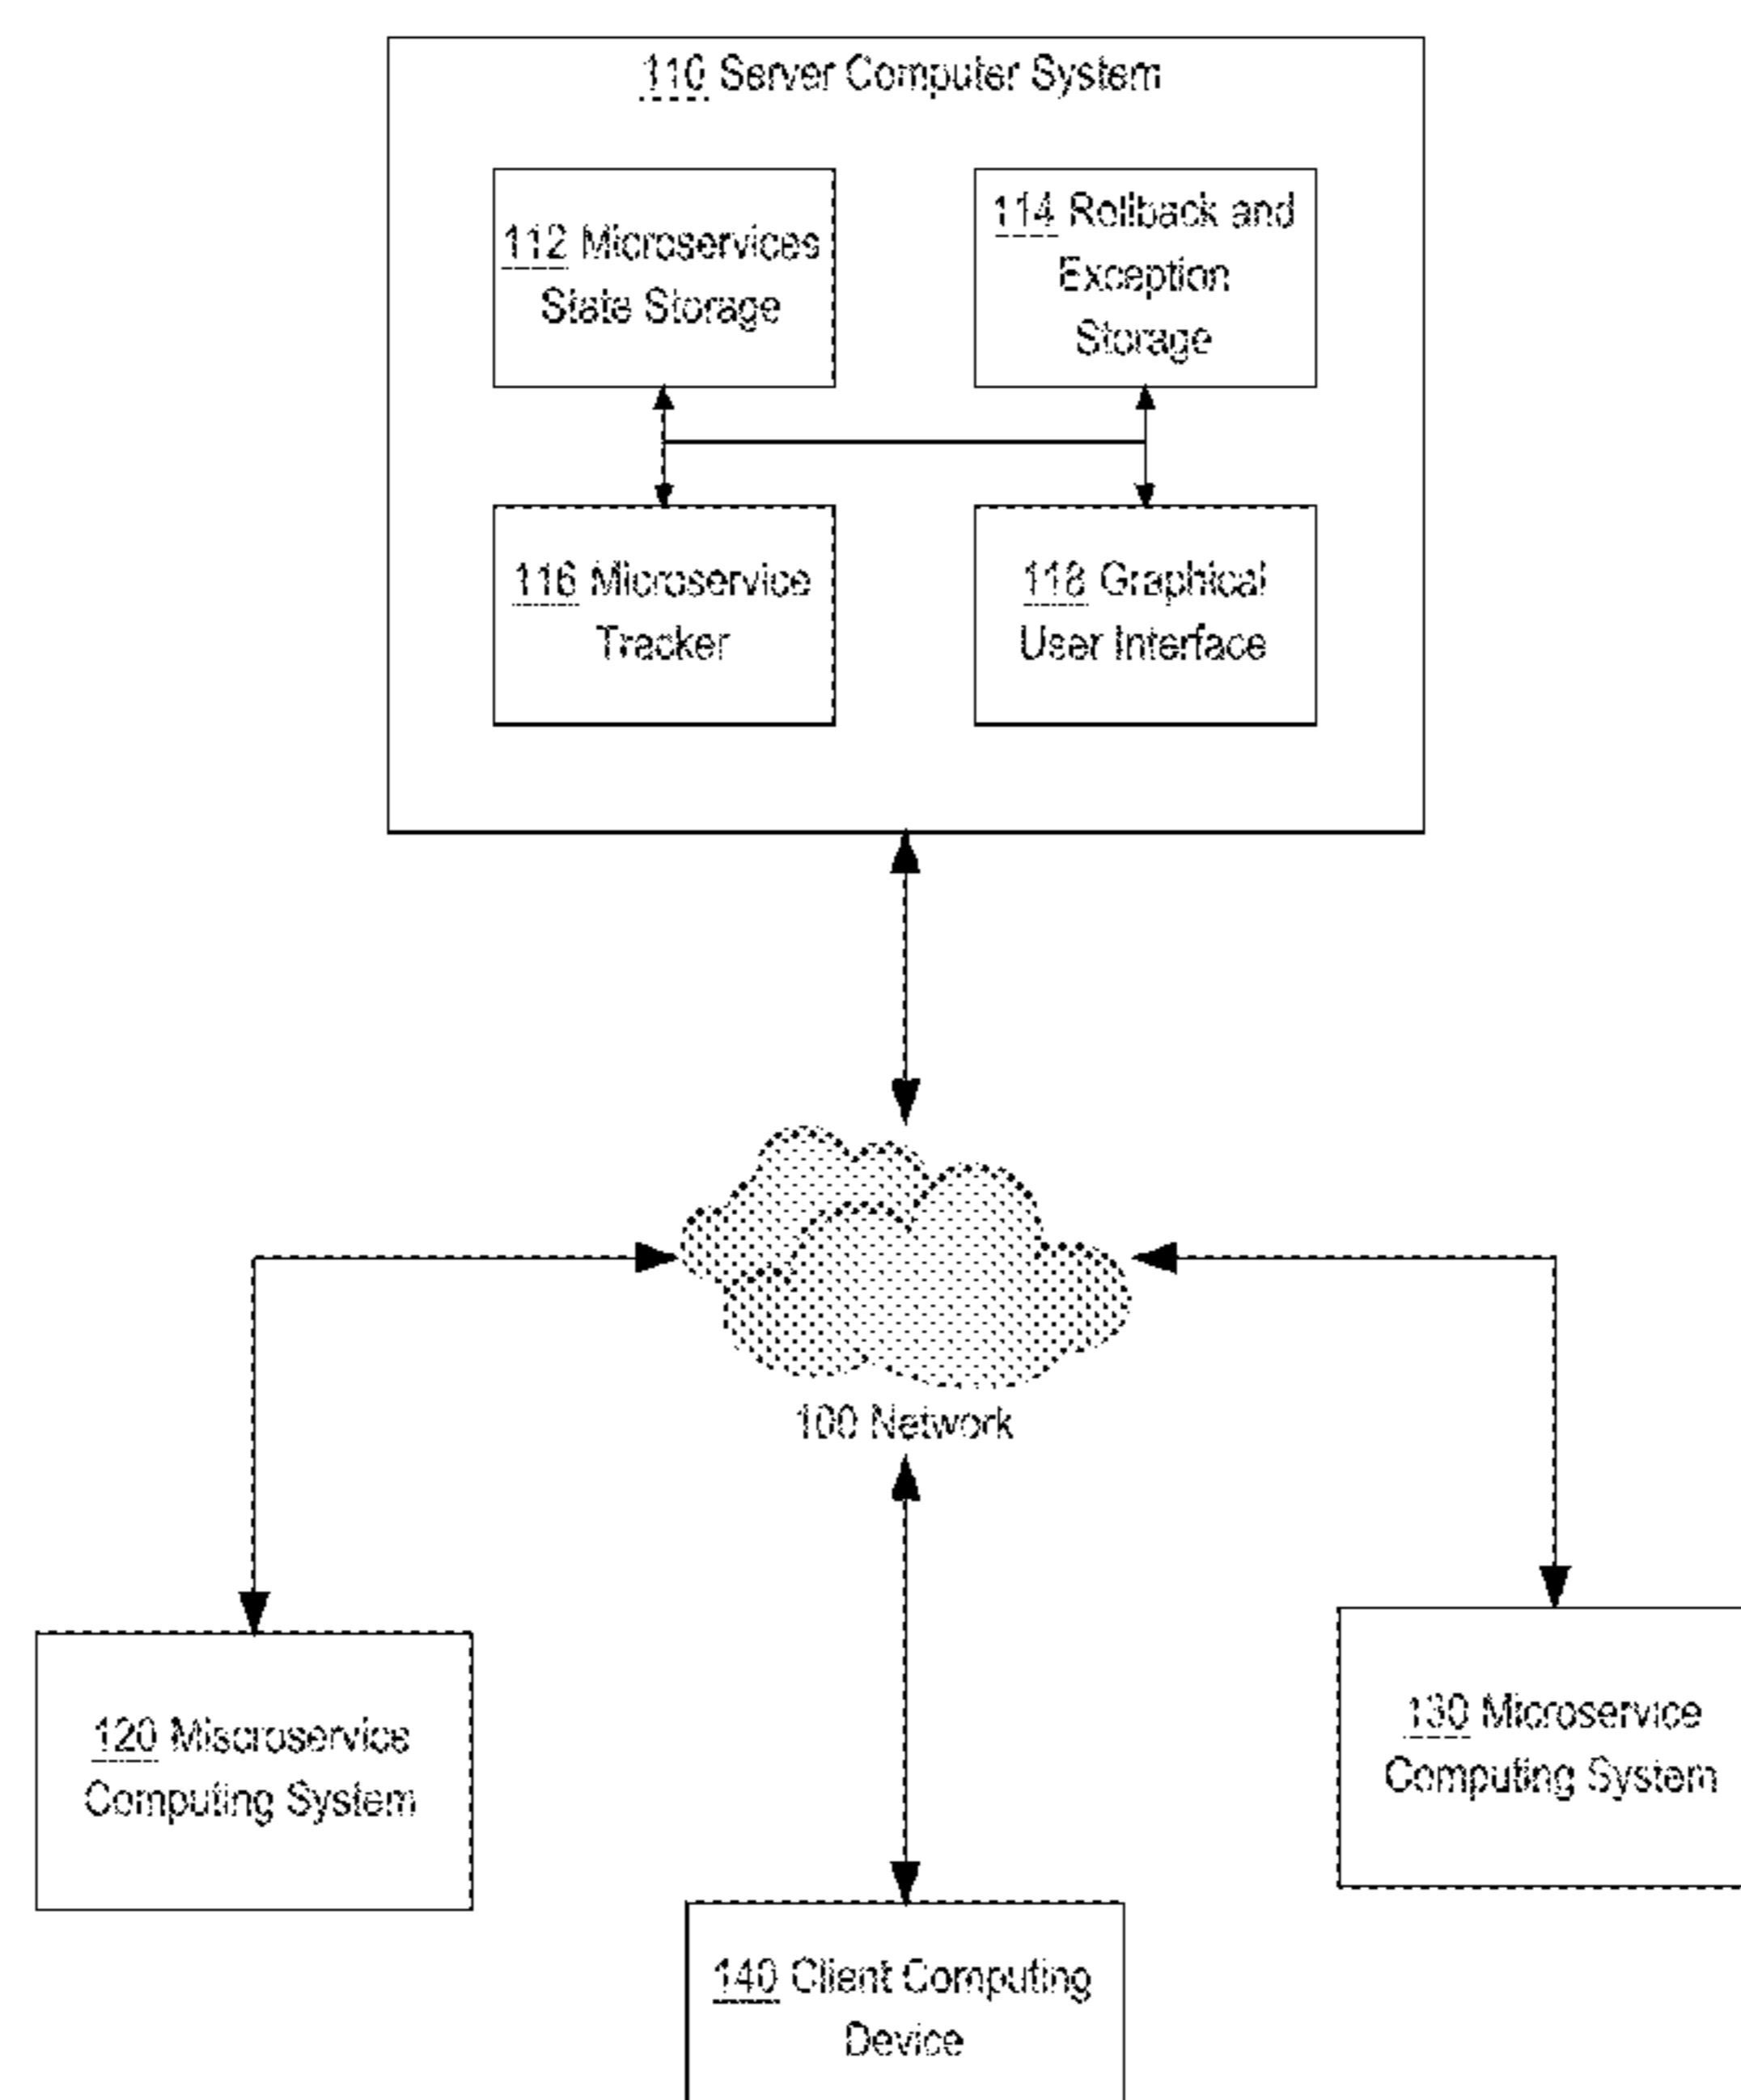 110 Server Computer System
112 Microservices
State Storage
114 Rollback and
Exception
Storage
116 Microservice
Tracker
118 Graphical
User Interface
100 Network
120 Miscroservice
Computing System
130 Microservice
Computing System
140 Client Computing
Device